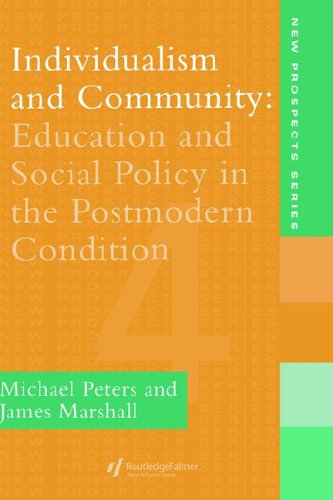 Individualism
and Community:
Education and
Social Policy in
the Postmodern
Condition
4
Michael Peters and
James Marshall
RoutledgeFalmer
Taylor & Francis Group
NEW PROSPECTS SERIES